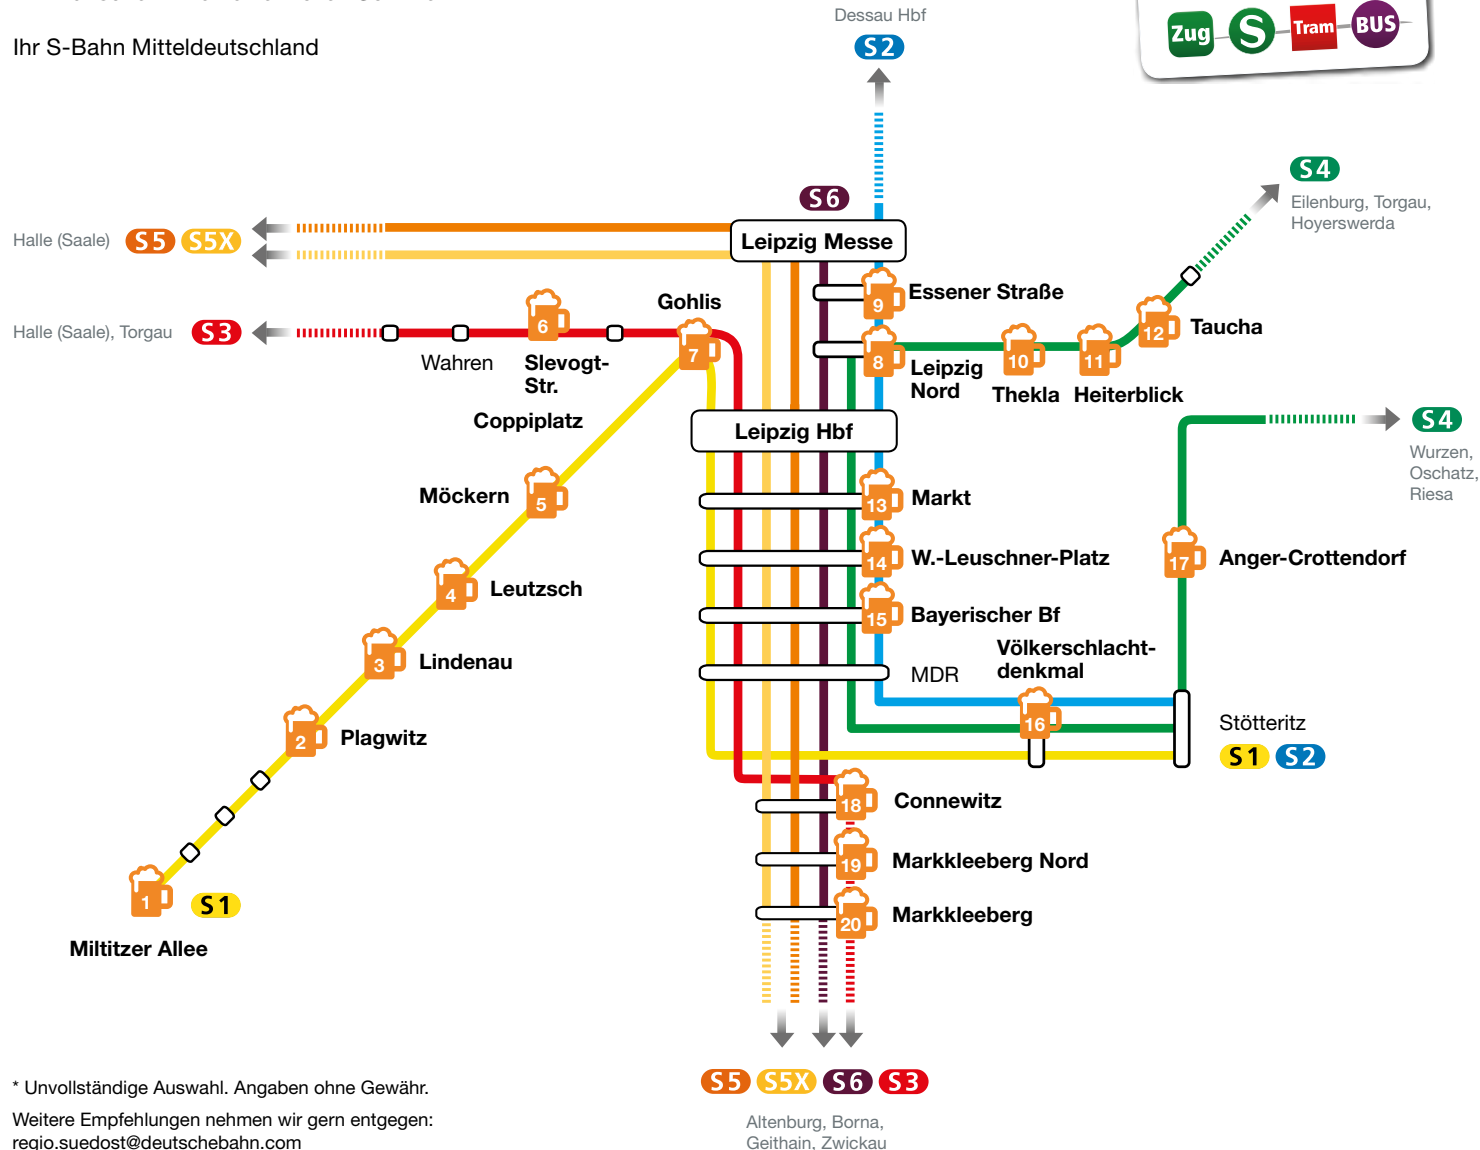 Ihr S-Bahn Mitteldeutschland
Dessau Hbf
S2
Zug
S
Tram
BUS
S4
Eilenburg, Torgau,
Hoyerswerda
S6
Halle (Saale)
S5
S5X
Leipzig Messe
9
Essener Straße
Gohlis
Halle (Saale), Torgau
S3
6
7
Wahren
Slevogt-
Str.
8
Leipzig
Nord
10
Thekla
11
Heiterblick
12
Taucha
Coppiplatz
Leipzig Hbf
S4
Wurzen,
Oschatz,
Riesa
Möckern
5
13
Markt
14
W.-Leuschner-Platz
17
Anger-Crottendorf
4
Leutzsch
15
Bayerischer Bf
3
Lindenau
MDR
Völkerschlacht-
denkmal
16
2
Plagwitz
Stötteritz
S1
S2
18
Connewitz
19
Markkleeberg Nord
1
S1
20
Markkleeberg
Miltitzer Allee
S5
S5X
S6
S3
Altenburg, Borna,
Geithain, Zwickau
* Unvollständige Auswahl. Angaben ohne Gewähr.
Weitere Empfehlungen nehmen wir gern entgegen:
regio.suedost@deutschebahn.com